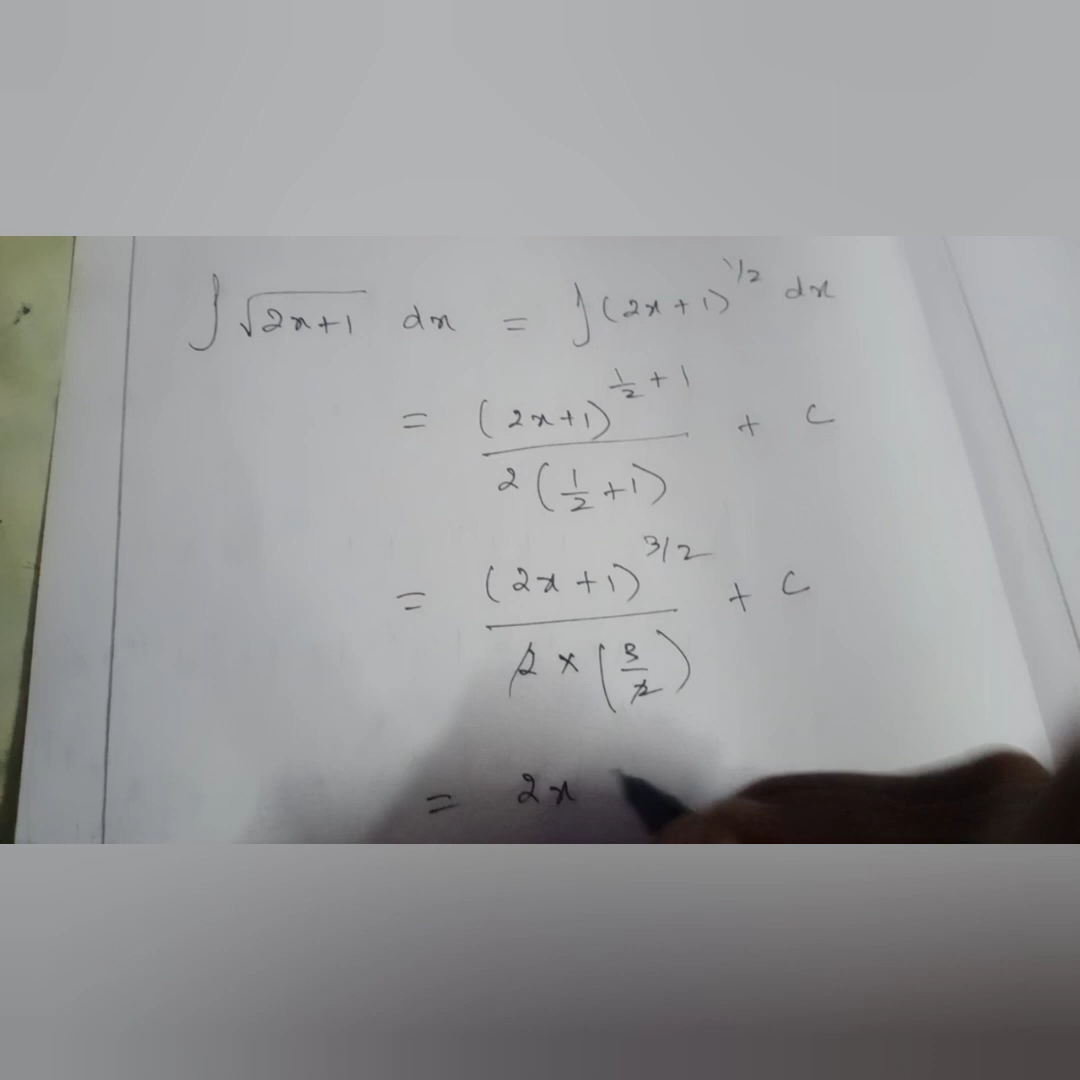 ∫ √(2x+1) dx = ∫ (2x+1)^(1/2) dx
= (2x+1)^(1/2 + 1) / 2(1/2 + 1) + c
= (2x+1)^(3/2) / 2 × (3/2) + c
= 2x